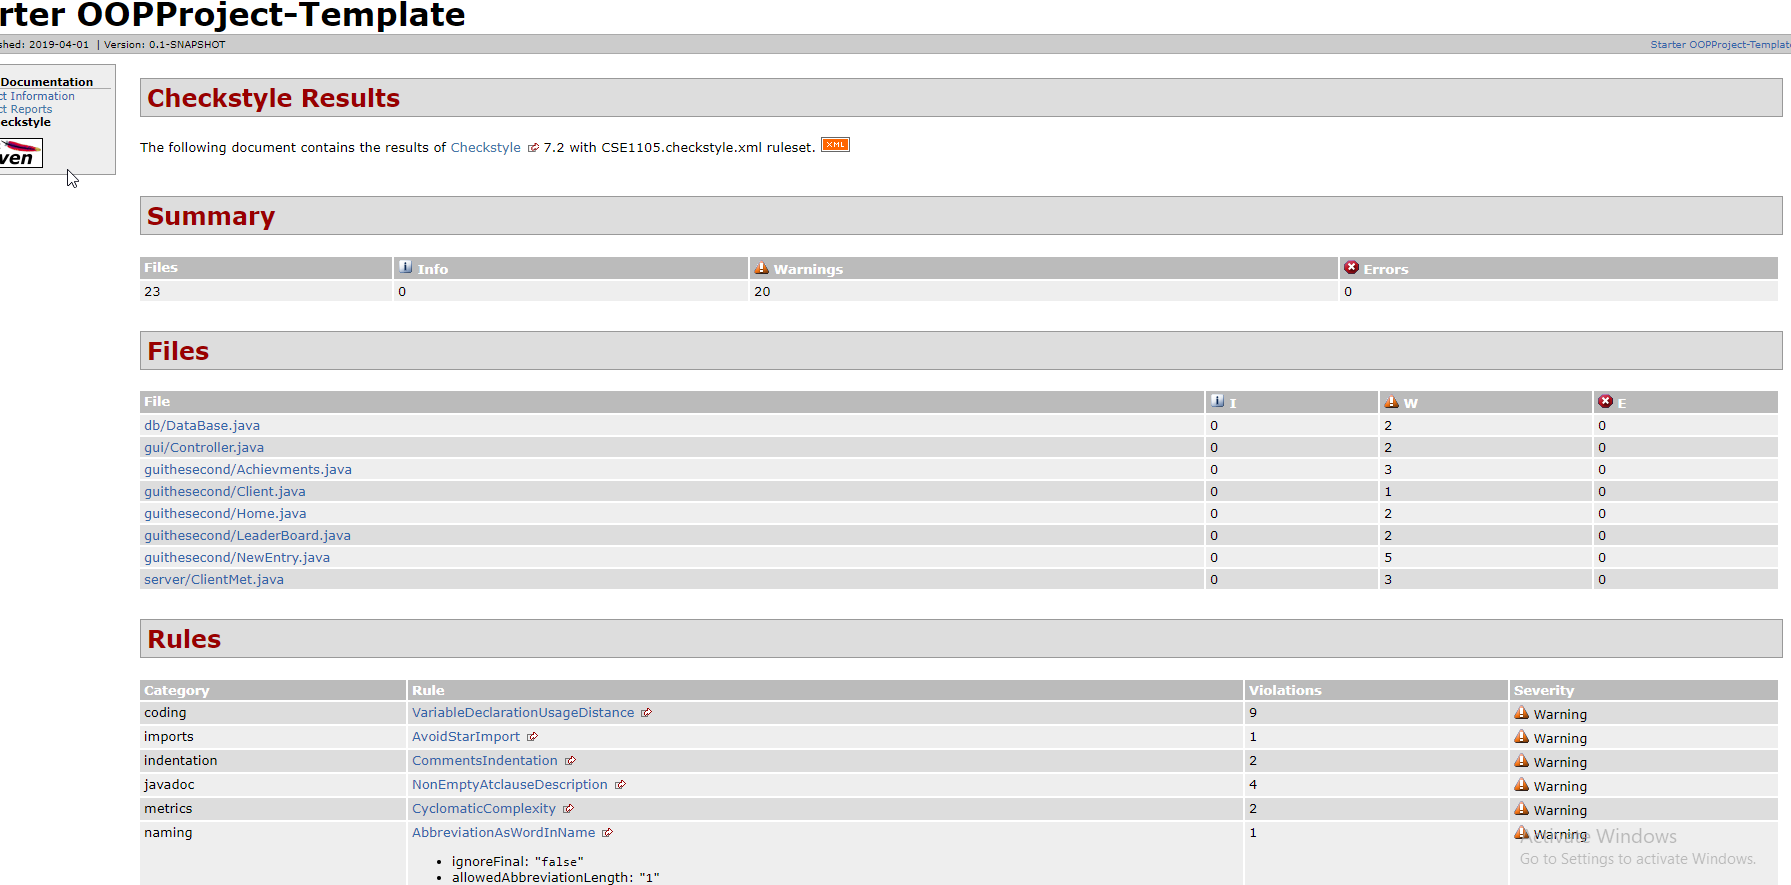 rter OOPProject-Template
shed: 2019-04-01 | Version: 0.1-SNAPSHOT Starter OOPProject-Template
Documentation
ct Information
ct Reports
eckstyle
ven
Checkstyle Results
The following document contains the results of Checkstyle 7.2 with CSE1105.checkstyle.xml ruleset. XML
Summary
Files i Info Warnings Errors
23 0 20 0
Files
File i I W E
db/DataBase.java 0 2 0
gui/Controller.java 0 2 0
guithesecond/Achievments.java 0 3 0
guithesecond/Client.java 0 1 0
guithesecond/Home.java 0 2 0
guithesecond/LeaderBoard.java 0 2 0
guithesecond/NewEntry.java 0 5 0
server/ClientMet.java 0 3 0
Rules
Category Rule Violations Severity
coding VariableDeclarationUsageDistance 9 Warning
imports AvoidStarImport 1 Warning
indentation CommentsIndentation 2 Warning
javadoc NonEmptyAtclauseDescription 4 Warning
metrics CyclomaticComplexity 2 Warning
naming AbbreviationAsWordInName 1 Warning
• ignoreFinal: "false"
• allowedAbbreviationLength: "1"
Activate Windows
Go to Settings to activate Windows.